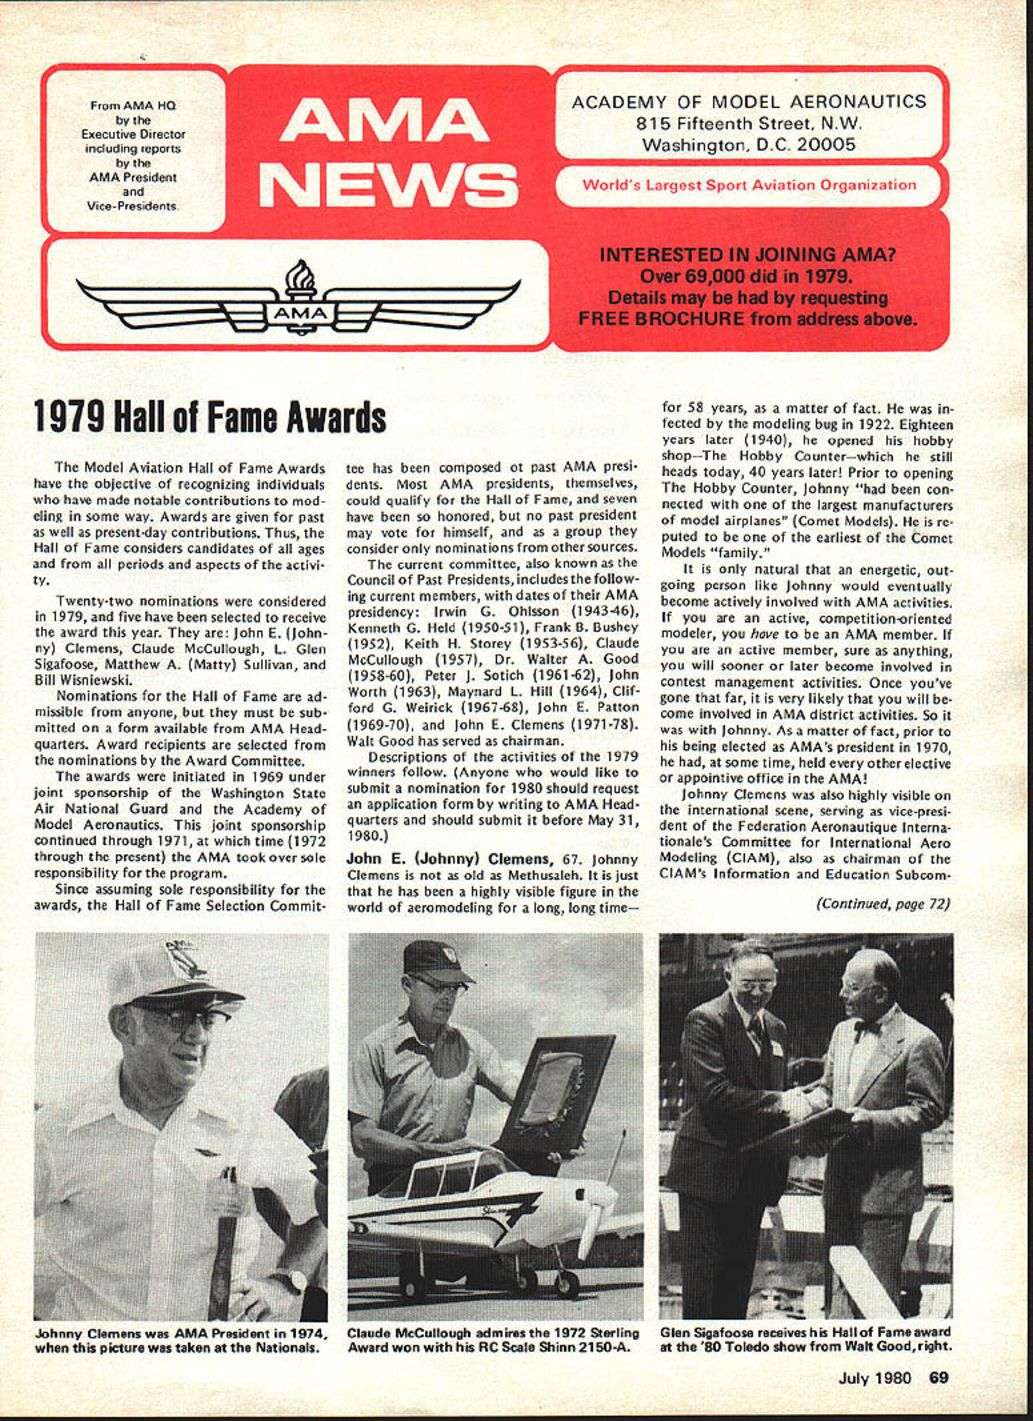 From AMA HQ
by the
Executive Director
including reports
by the
AMA President
and
Vice-Presidents.
AMA
NEWS
ACADEMY OF MODEL AERONAUTICS
815 Fifteenth Street, N.W.
Washington, D.C. 20005
World's Largest Sport Aviation Organization
AMA
INTERESTED IN JOINING AMA?
Over 69,000 did in 1979.
Details may be had by requesting
FREE BROCHURE from address above.
1979 Hall of Fame Awards
The Model Aviation Hall of Fame Awards
have the objective of recognizing individuals
who have made notable contributions to mod-
eling in some way. Awards are given for past
as well as present-day contributions. Thus, the
Hall of Fame considers candidates of all ages
and from all periods and aspects of the activi-
ty.
Twenty-two nominations were considered
in 1979, and five have been selected to receive
the award this year. They are: John E. (John-
ny) Clemens, Claude McCullough, L. Glen
Sigafoose, Matthew A. (Matty) Sullivan, and
Bill Wisniewski.
Nominations for the Hall of Fame are ad-
missible from anyone, but they must be sub-
mitted on a form available from AMA Head-
quarters. Award recipients are selected from
the nominations by the Award Committee.
The awards were initiated in 1969 under
joint sponsorship of the Washington State
Air National Guard and the Academy of
Model Aeronautics. This joint sponsorship
continued through 1971, at which time (1972
through the present) the AMA took over sole
responsibility for the program.
Since assuming sole responsibility for the
awards, the Hall of Fame Selection Commit-
tee has been composed of past AMA presi-
dents. Most AMA presidents, themselves,
could qualify for the Hall of Fame, and seven
have been so honored, but no past president
may vote for himself, and as a group they
consider only nominations from other sources.
The current committee, also known as the
Council of Past Presidents, includes the follow-
ing current members, with dates of their AMA
presidency: Irwin G. Ohlsson (1943-46),
Kenneth G. Held (1950-51), Frank B. Bushey
(1952), Keith H. Storey (1953-56), Claude
McCullough (1957), Dr. Walter A. Good
(1958-60), Peter J. Sotich (1961-62), John
Worth (1963), Maynard L. Hill (1964), Clif-
ford G. Weirick (1967-68), John E. Patton
(1969-70), and John E. Clemens (1971-78).
Walt Good has served as chairman.
Descriptions of the activities of the 1979
winners follow. (Anyone who would like to
submit a nomination for 1980 should request
an application form by writing to AMA Head-
quarters and should submit it before May 31,
1980.)
John E. (Johnny) Clemens, 67. Johnny
Clemens is not as old as Methusaleh. It is just
that he has been a highly visible figure in the
world of aeromodeling for a long, long time—
for 58 years, as a matter of fact. He was in-
fected by the modeling bug in 1922. Eighteen
years later (1940), he opened his hobby
shop—The Hobby Counter—which he still
heads today, 40 years later! Prior to opening
The Hobby Counter, Johnny "had been con-
nected with one of the largest manufacturers
of model airplanes" (Comet Models). He is re-
puted to be one of the earliest of the Comet
Models "family."
It is only natural that an energetic, out-
going person like Johnny would eventually
become actively involved with AMA activities.
If you are an active, competition-oriented
modeler, you have to be an AMA member. If
you are an active member, sure as anything,
you will sooner or later become involved in
contest management activities. Once you've
gone that far, it is very likely that you will be-
come involved in AMA district activities. So it
was with Johnny. As a matter of fact, prior to
his being elected as AMA's president in 1970,
he had, at some time, held every other elective
or appointive office in the AMA!
Johnny Clemens was also highly visible on
the international scene, serving as vice-presi-
dent of the Federation Aeronautique Interna-
tionale's Committee for International Aero
Modeling (CIAM), also as chairman of the
CIAM's Information and Education Subcom-
(Continued, page 72)
Johnny Clemens was AMA President in 1974,
when this picture was taken at the Nationals.
Claude McCullough admires the 1972 Sterling
Award won with his RC Scale Shinn 2150-A.
Glen Sigafoose receives his Hall of Fame award
at the '80 Toledo show from Walt Good, right.
July 1980 69